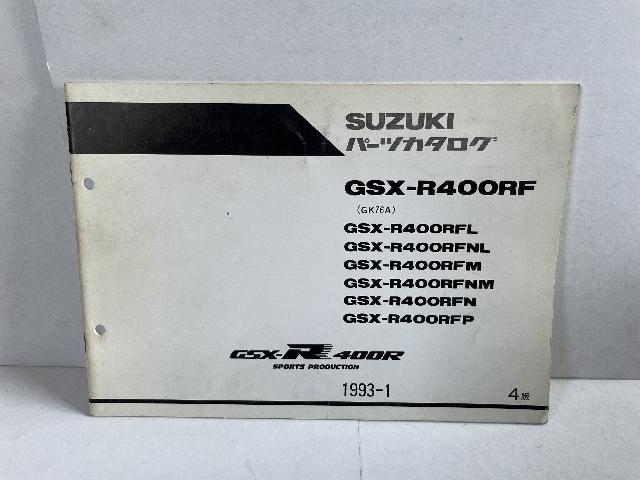 SUZUKI
パーツカタログ
GSX-R400RF
(GK76A)
GSX-R400RFL
GSX-R400RFNL
GSX-R400RFM
GSX-R400RFNM
GSX-R400RFN
GSX-R400RFP
GSX-R 400R
SPORTS PRODUCTION
1993-1
4版